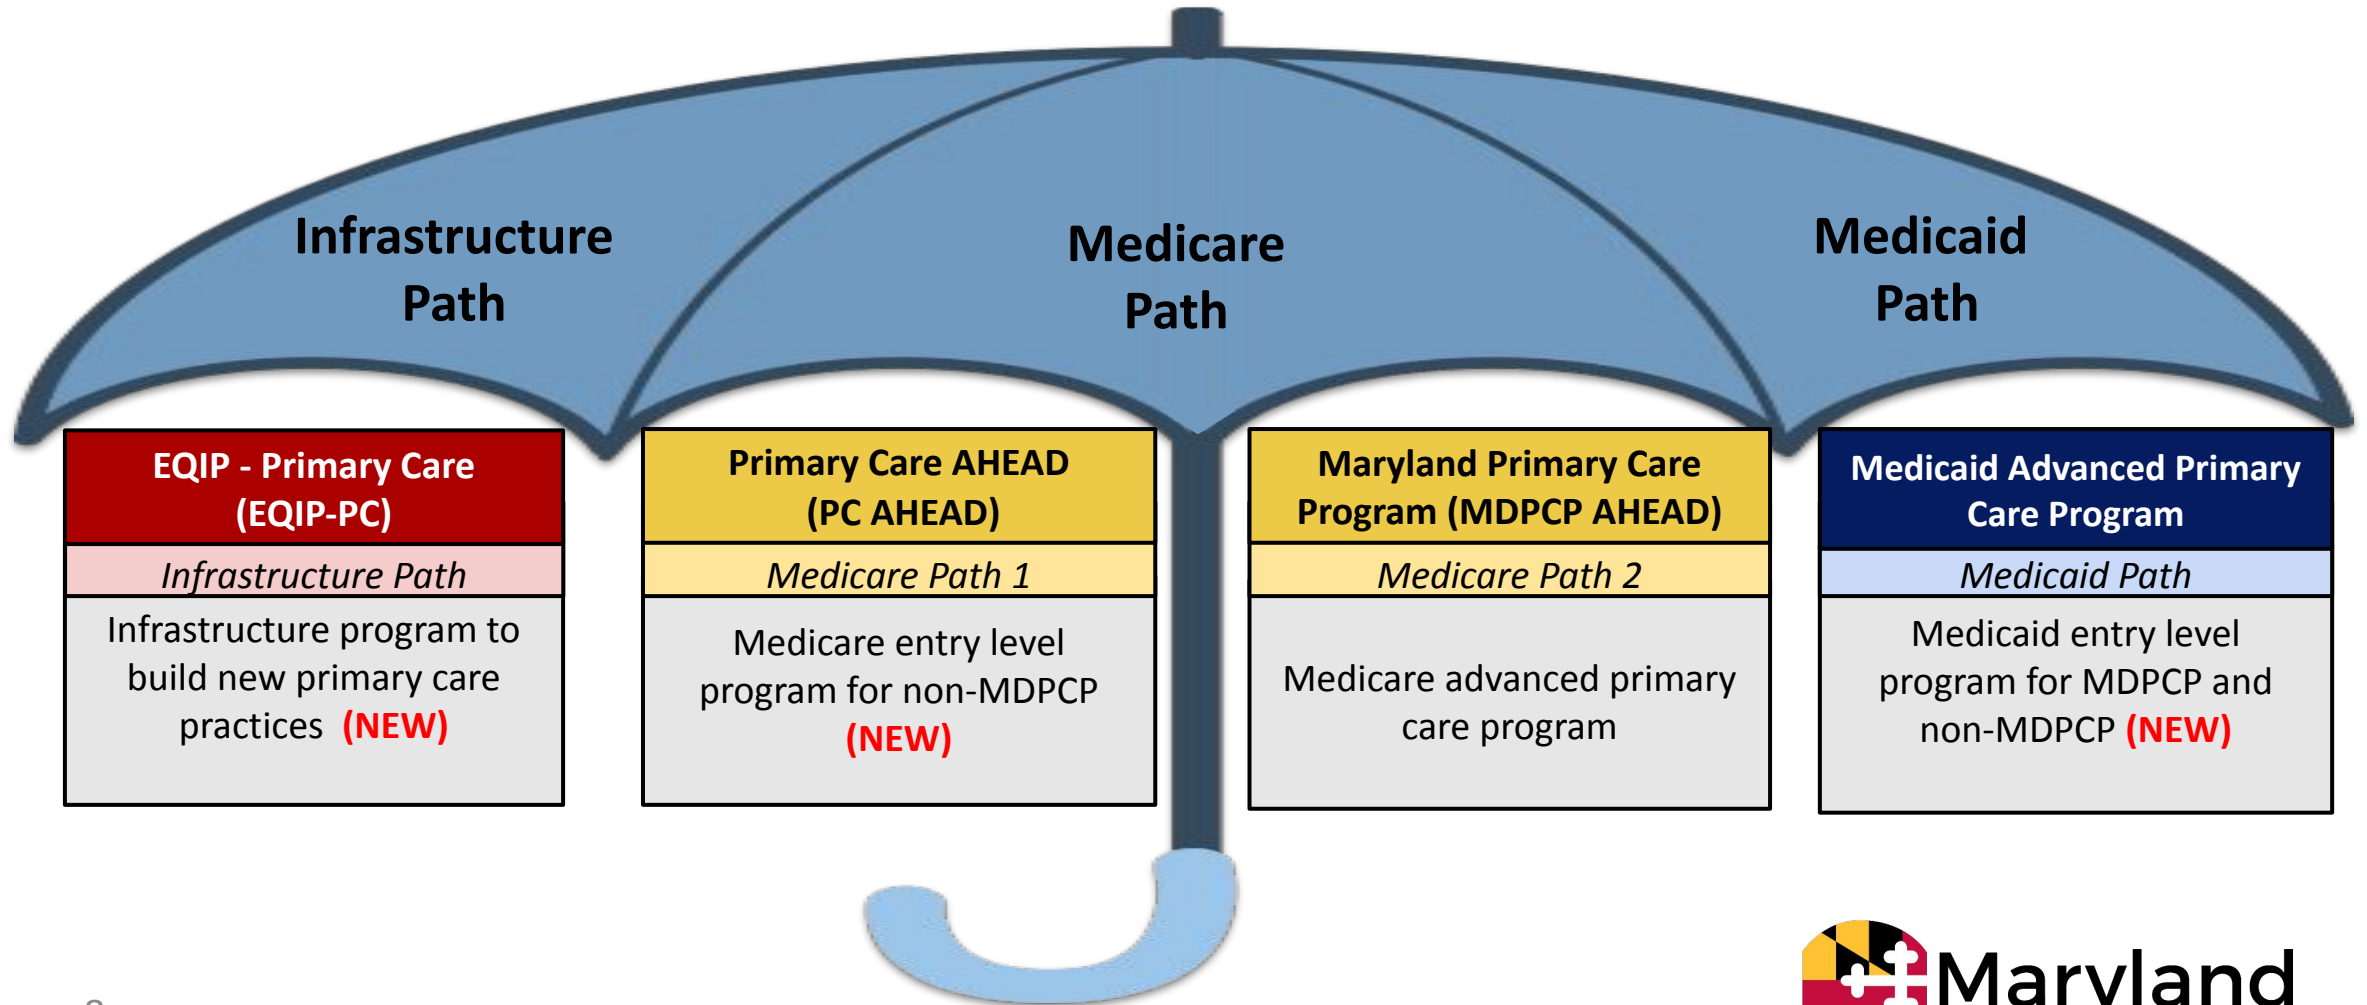 Infrastructure
Path
Medicare
Path
Medicaid
Path
EQIP - Primary Care
(EQIP-PC)
Infrastructure Path
Infrastructure program to
build new primary care
practices (NEW)
Primary Care AHEAD
(PC AHEAD)
Medicare Path 1
Medicare entry level
program for non-MDPCP
(NEW)
Maryland Primary Care
Program (MDPCP AHEAD)
Medicare Path 2
Medicare advanced primary
care program
Medicaid Advanced Primary
Care Program
Medicaid Path
Medicaid entry level
program for MDPCP and
non-MDPCP (NEW)
Maryland